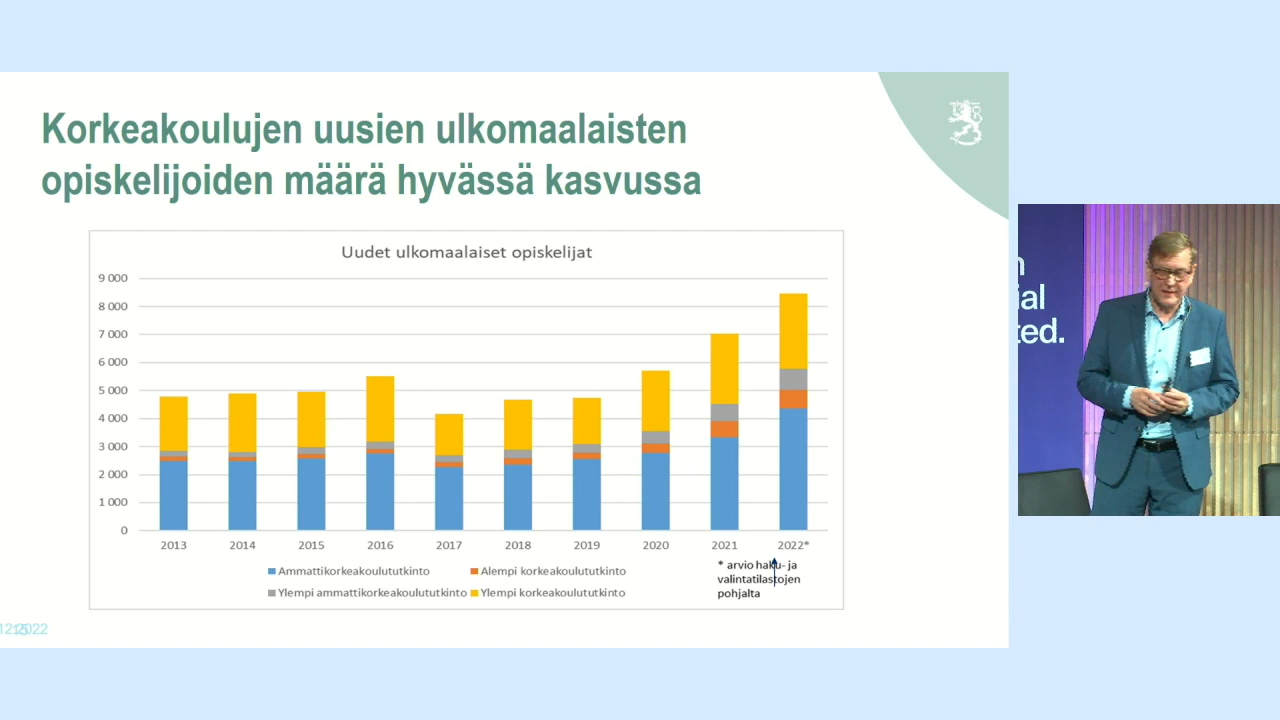 Korkeakoulujen uusien ulkomaalaisten
opiskelijoiden määrä hyvässä kasvussa
Uudet ulkomaalaiset opiskelijat
9 000
8 000
7 000
6 000
5 000
4 000
3 000
2 000
1 000
0
2013 2014 2015 2016 2017 2018 2019 2020 2021 2022*
Ammattikorkeakoulututkinto Alempi korkeakoulututkinto
Ylempi ammattikorkeakoulututkinto Ylempi korkeakoulututkinto
* arvio haku- ja
valintatilastojen
pohjalta
ial
ted.